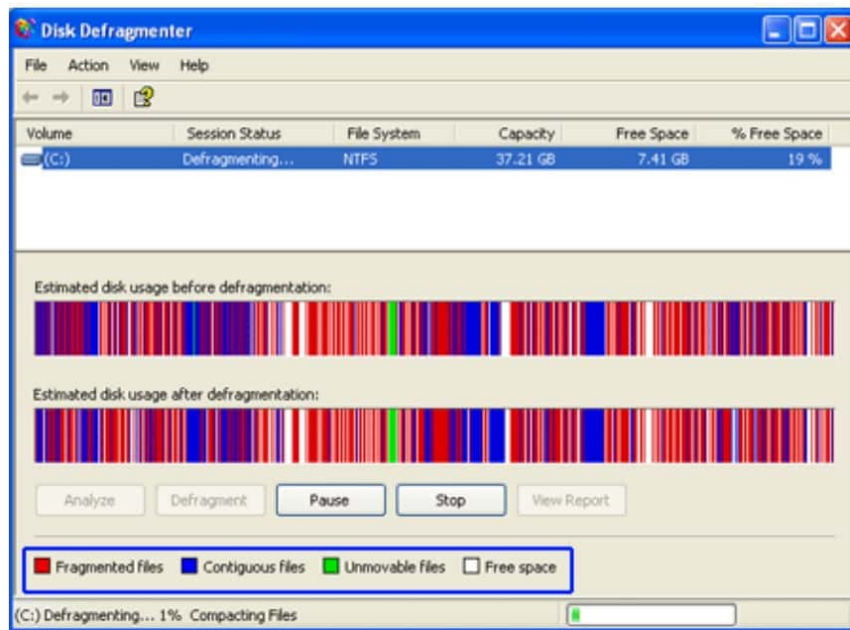 Disk Defragmenter
File Action View Help
Volume Session Status File System Capacity Free Space % Free Space
(C:) Defragmenting... NTFS 37.21 GB 7.41 GB 19 %
Estimated disk usage before defragmentation:
Estimated disk usage after defragmentation:
Analyze Defragment Pause Stop View Report
Fragmented files Contiguous files Unmovable files Free space
(C:) Defragmenting... 1% Compacting Files